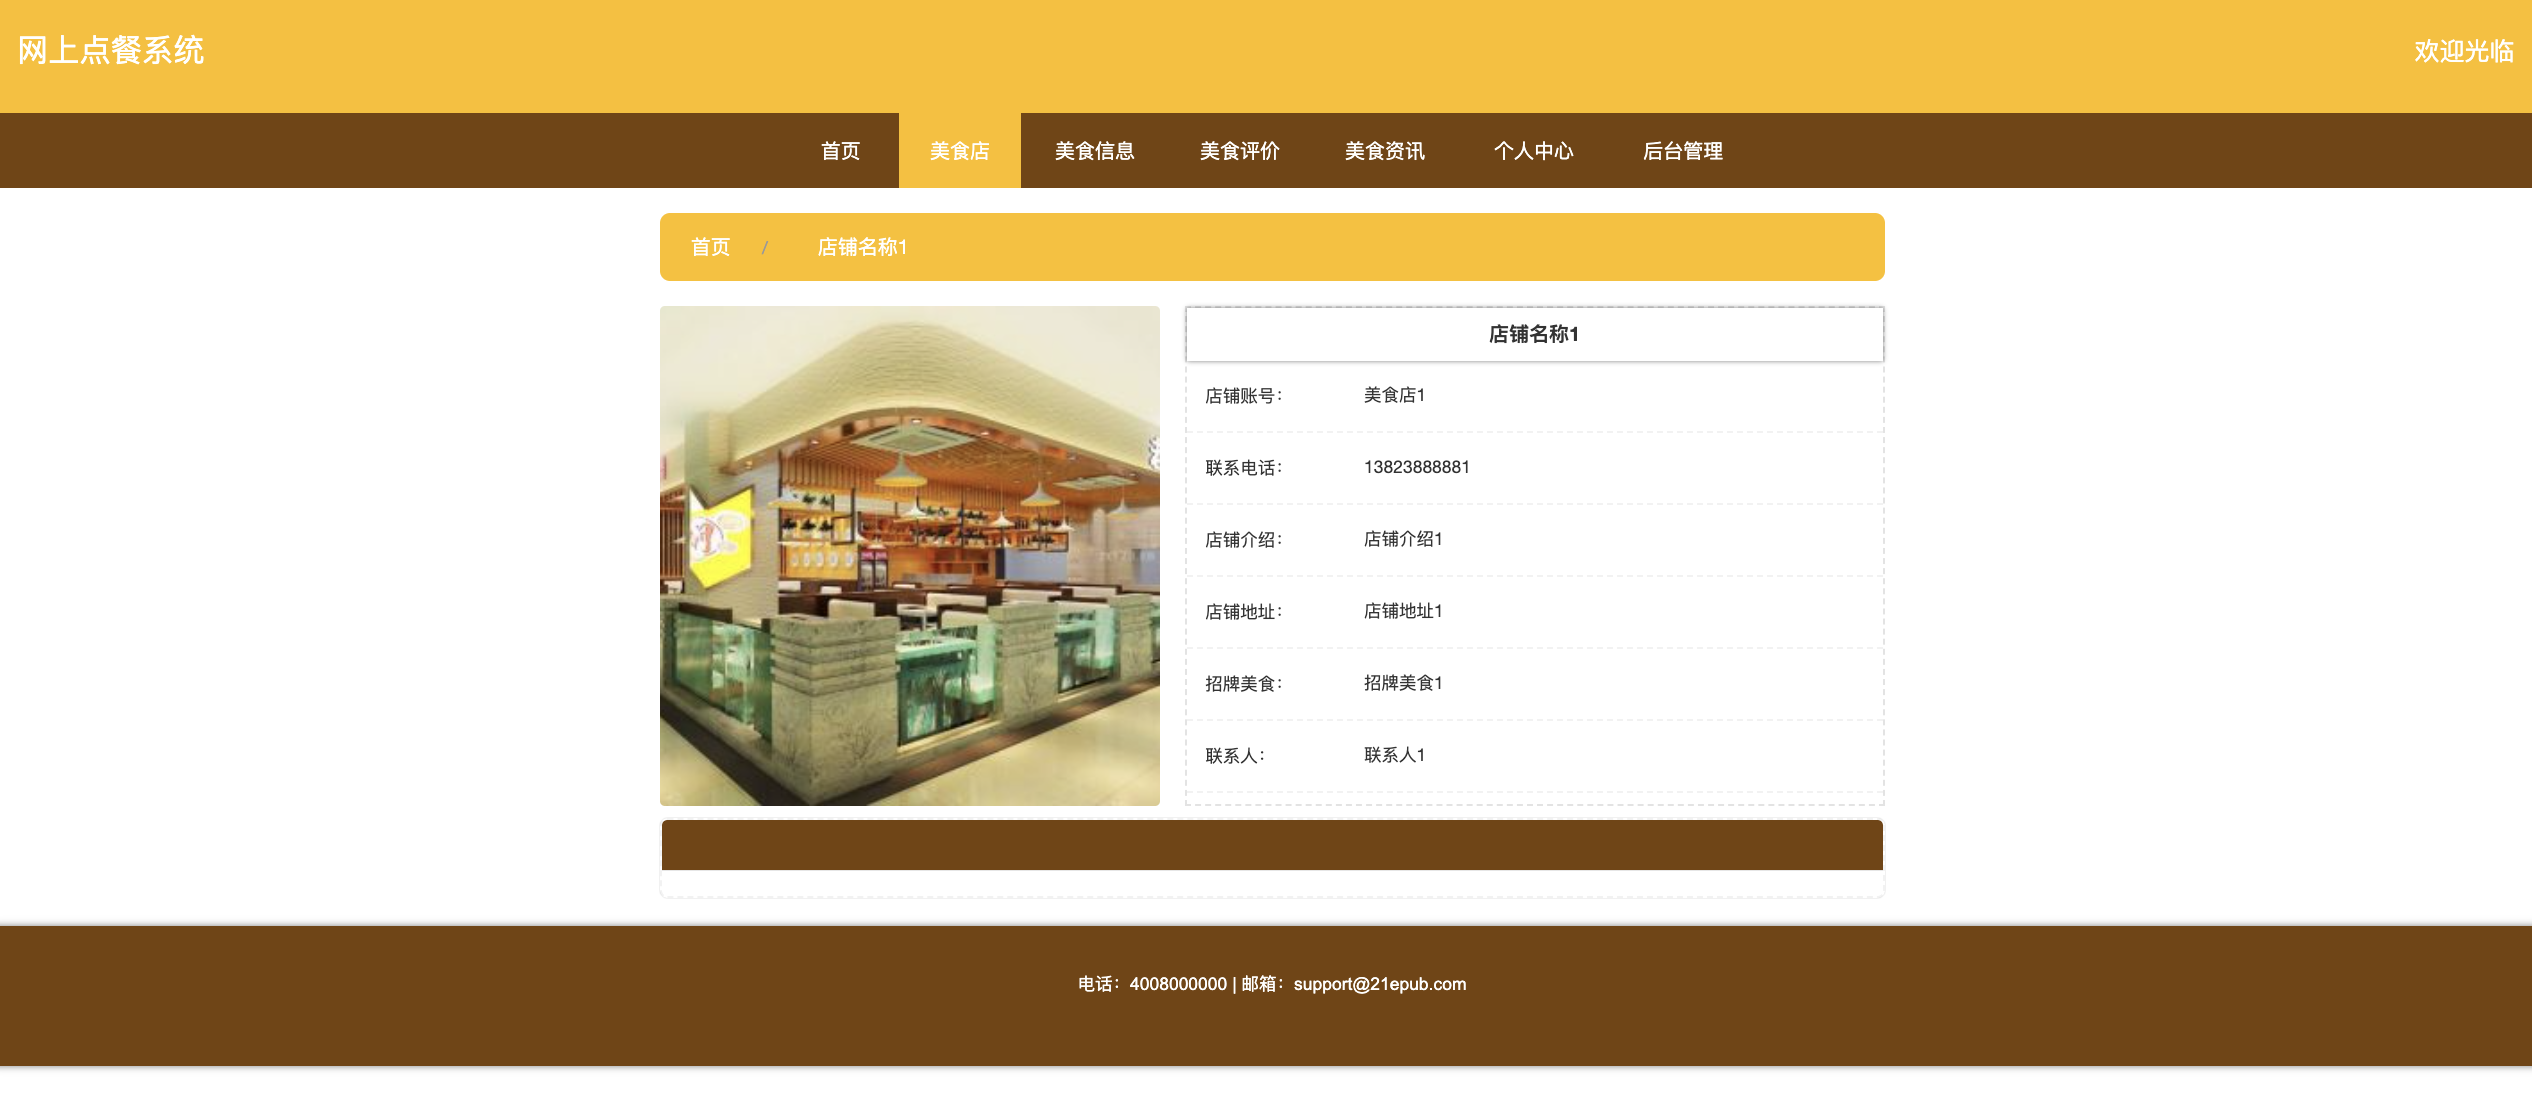 网上点餐系统
欢迎光临
首页 美食店 美食信息 美食评价 美食资讯 个人中心 后台管理
首页 / 店铺名称1
店铺名称1
店铺账号： 美食店1
联系电话： 13823888881
店铺介绍： 店铺介绍1
店铺地址： 店铺地址1
招牌美食： 招牌美食1
联系人： 联系人1
电话：4008000000 | 邮箱：support@21epub.com